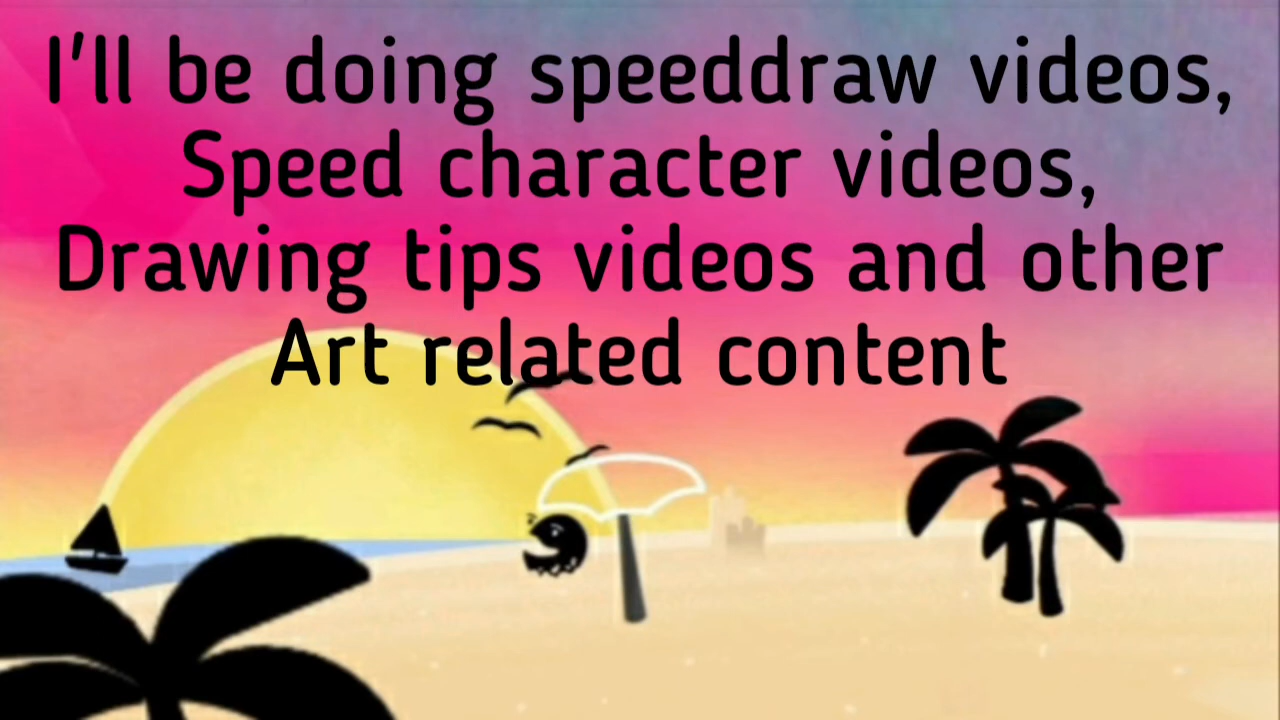 I'll be doing speeddraw videos,
Speed character videos,
Drawing tips videos and other
Art related content